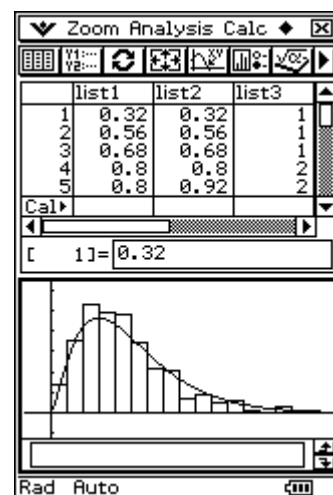 Zoom Analysis Calc
Y1:
Y2:
list1 list2 list3
1 0.32 0.32 1
2 0.56 0.56 1
3 0.68 0.68 1
4 0.8 0.8 2
5 0.8 0.92 2
Cal
[ 1]= 0.32
Rad Auto